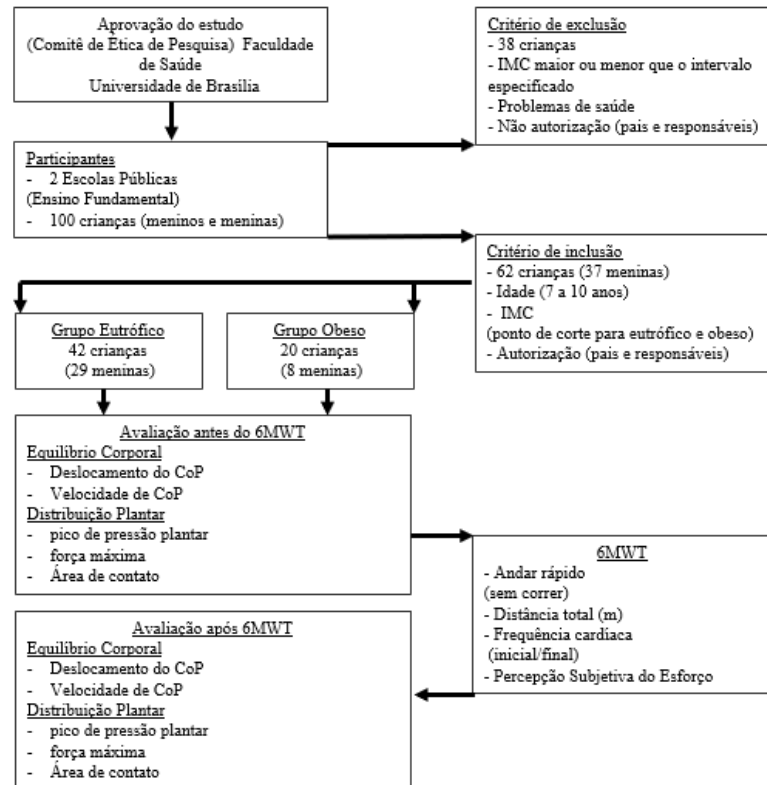 Aprovação do estudo
(Comitê de Ética de Pesquisa) Faculdade
de Saúde
Universidade de Brasilia
Critério de exclusão
- 38 crianças
- IMC maior ou menor que o intervalo
especificado
- Problemas de saúde
- Não autorização (pais e responsáveis)
Participantes
- 2 Escolas Públicas
(Ensino Fundamental)
- 100 crianças (meninos e meninas)
Critério de inclusão
- 62 crianças (37 meninas)
- Idade (7 a 10 anos)
- IMC
(ponto de corte para eutrófico e obeso)
- Autorização (pais e responsáveis)
Grupo Eutrófico
42 crianças
(29 meninas)
Grupo Obeso
20 crianças
(8 meninas)
Avaliação antes do 6MWT
Equilíbrio Corporal
- Deslocamento do CoP
- Velocidade de CoP
Distribuição Plantar
- pico de pressão plantar
- força máxima
- Área de contato
6MWT
- Andar rápido
(sem correr)
- Distância total (m)
- Frequência cardíaca
(inicial/final)
- Percepção Subjetiva do Esforço
Avaliação após 6MWT
Equilíbrio Corporal
- Deslocamento do CoP
- Velocidade de CoP
Distribuição Plantar
- pico de pressão plantar
- força máxima
- Área de contato